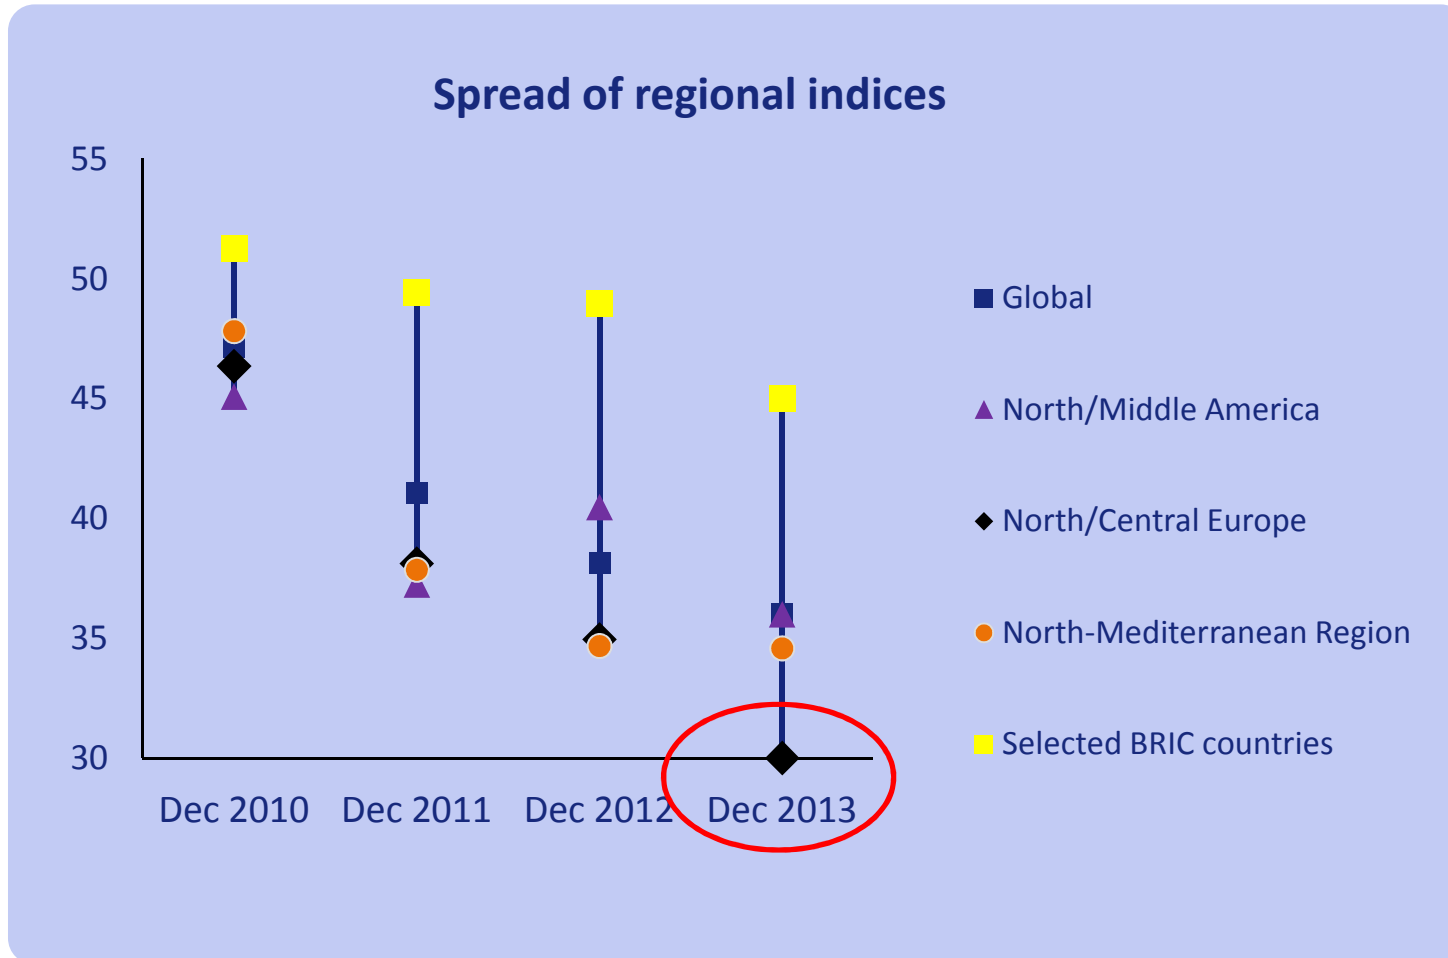 Spread of regional indices
55
50
45
40
35
30
Dec 2010
Dec 2011
Dec 2012
Dec 2013
Global
North/Middle America
North/Central Europe
North-Mediterranean Region
Selected BRIC countries